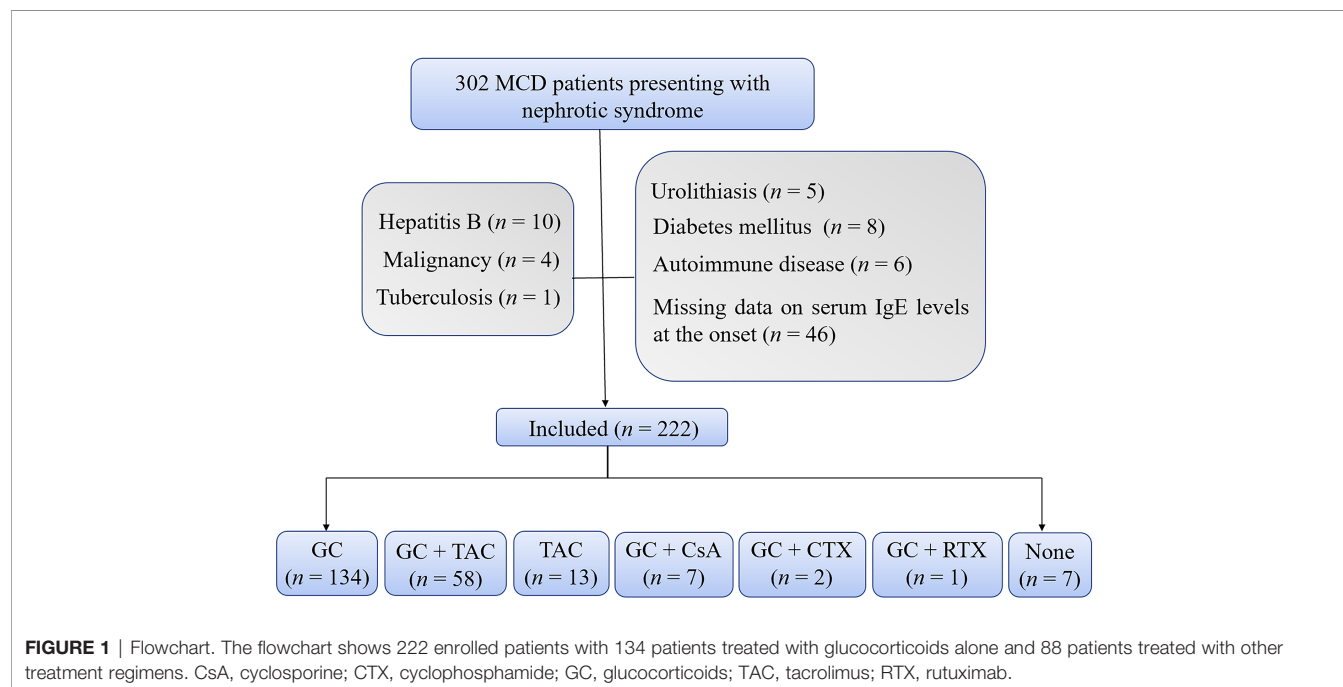 302 MCD patients presenting with
nephrotic syndrome
Hepatitis B (n = 10)
Malignancy (n = 4)
Tuberculosis (n = 1)
Urolithiasis (n = 5)
Diabetes mellitus (n = 8)
Autoimmune disease (n = 6)
Missing data on serum IgE levels
at the onset (n = 46)
Included (n = 222)
GC
(n = 134)
GC + TAC
(n = 58)
TAC
(n = 13)
GC + CsA
(n = 7)
GC + CTX
(n = 2)
GC + RTX
(n = 1)
None
(n = 7)
FIGURE 1 | Flowchart. The flowchart shows 222 enrolled patients with 134 patients treated with glucocorticoids alone and 88 patients treated with other
treatment regimens. CsA, cyclosporine; CTX, cyclophosphamide; GC, glucocorticoids; TAC, tacrolimus; RTX, rutuximab.